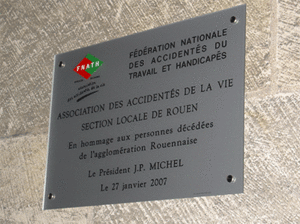 FNATH
FÉDÉRATION NATIONALE
DES ACCIDENTÉS DU
TRAVAIL ET HANDICAPÉS
ASSOCIATION DES ACCIDENTÉS DE LA VIE
SECTION LOCALE DE ROUEN
En hommage aux personnes décédées
de l'agglomération Rouennaise
Le Président J.P. MICHEL
Le 27 janvier 2007